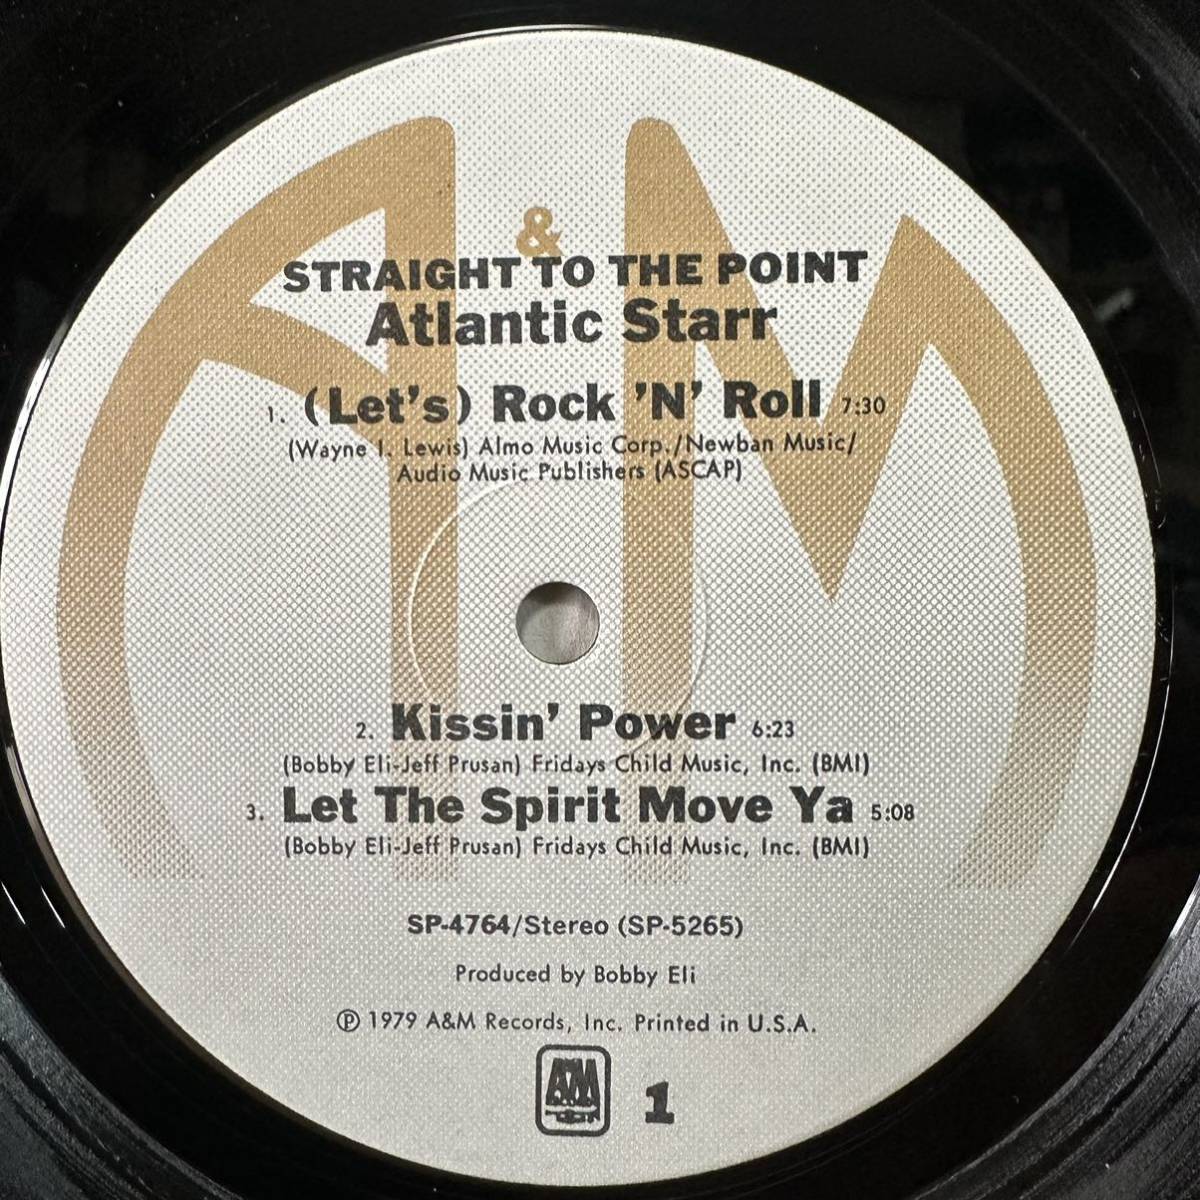 A & M
STRAIGHT TO THE POINT
Atlantic Starr
1. (Let's) Rock 'N' Roll 7:30
(Wayne I. Lewis) Almo Music Corp./Newban Music/
Audio Music Publishers (ASCAP)
2. Kissin' Power 6:23
(Bobby Eli-Jeff Prusan) Fridays Child Music, Inc. (BMI)
3. Let The Spirit Move Ya 5:08
(Bobby Eli-Jeff Prusan) Fridays Child Music, Inc. (BMI)
SP-4764/Stereo (SP-5265)
Produced by Bobby Eli
℗ 1979 A&M Records, Inc. Printed in U.S.A.
A&M 1